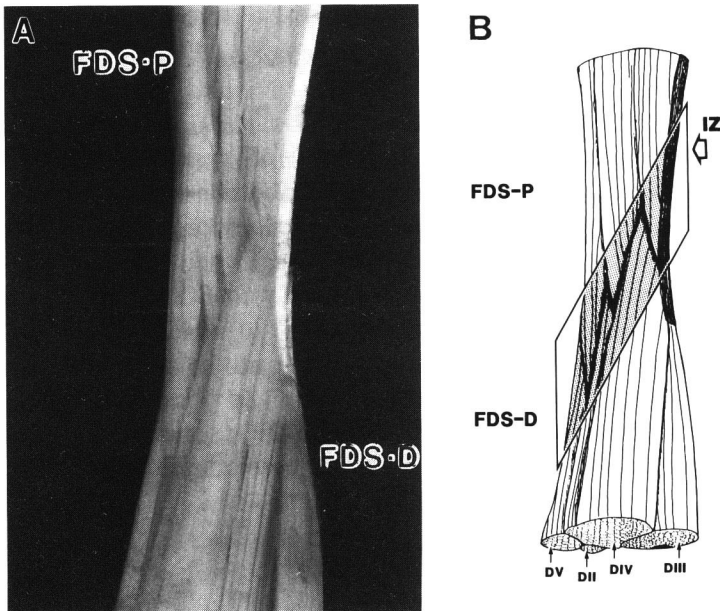 A
FDS·P
FDS·D
B
IZ
FDS-P
FDS-D
DV DII DIV DIII